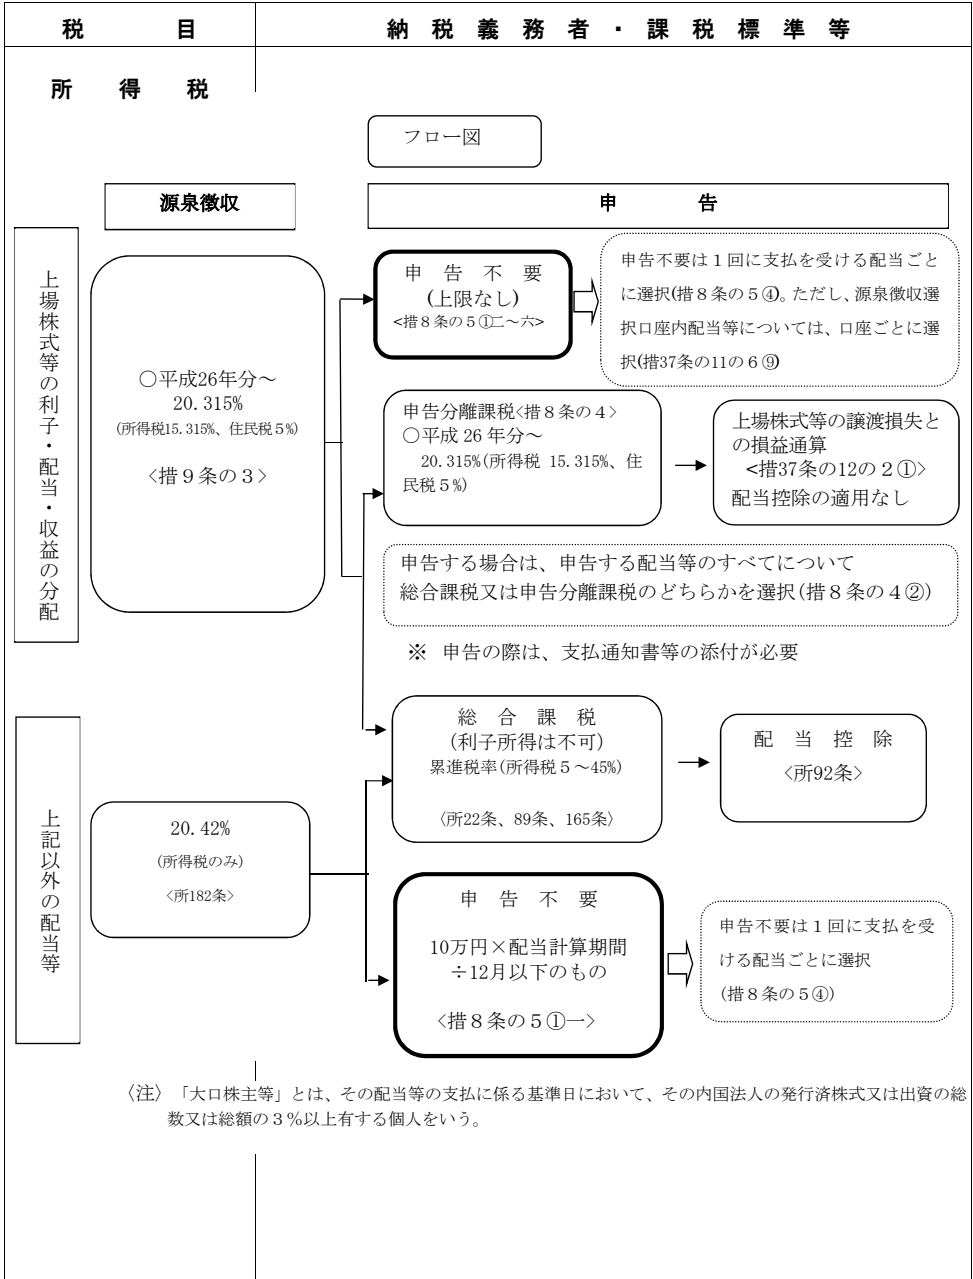 税目
納税義務者・課税標準等
所得税
フロー図
源泉徴収
申告
上場株式等の利子・配当・収益の分配
○平成26年分～
20.315%
(所得税15.315%、住民税5%)
<措9条の3>
申告不要
(上限なし)
<措8条の5①二～六>
申告不要は1回に支払を受ける配当ごと
に選択(措8条の5④)。ただし、源泉徴収選
択口座内配当等については、口座ごとに選
択(措37条の11の6⑨)
申告分離課税<措8条の4>
○平成26年分～
20.315%(所得税 15.315%、住
民税5%)
上場株式等の譲渡損失と
の損益通算
<措37条の12の2①>
配当控除の適用なし
申告する場合は、申告する配当等のすべてについて
総合課税又は申告分離課税のどちらかを選択(措8条の4②)
※ 申告の際は、支払通知書等の添付が必要
上記以外の配当等
20.42%
(所得税のみ)
<所182条>
総合課税
(利子所得は不可)
累進税率(所得税5～45%)
〈所22条、89条、165条〉
配当控除
〈所92条〉
申告不要
10万円×配当計算期間
÷12月以下のもの
〈措8条の5①一〉
申告不要は1回に支払を受
ける配当ごとに選択
(措8条の5④)
〈注〉「大口株主等」とは、その配当等の支払に係る基準日において、その内国法人の発行済株式又は出資の総
数又は総額の3%以上有する個人をいう。